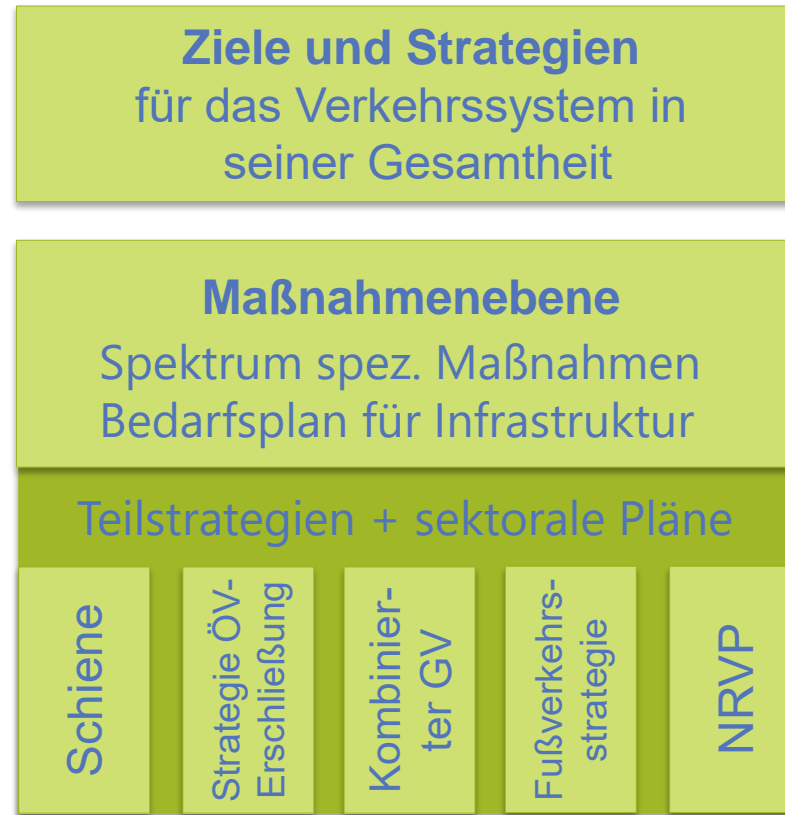 Ziele und Strategien
für das Verkehrssystem in
seiner Gesamtheit
Maßnahmenebene
Spektrum spez. Maßnahmen
Bedarfsplan für Infrastruktur
Teilstrategien + sektorale Pläne
Schiene
Strategie ÖV-
Erschließung
Kombinier-
ter GV
Fußverkehrs-
strategie
NRVP